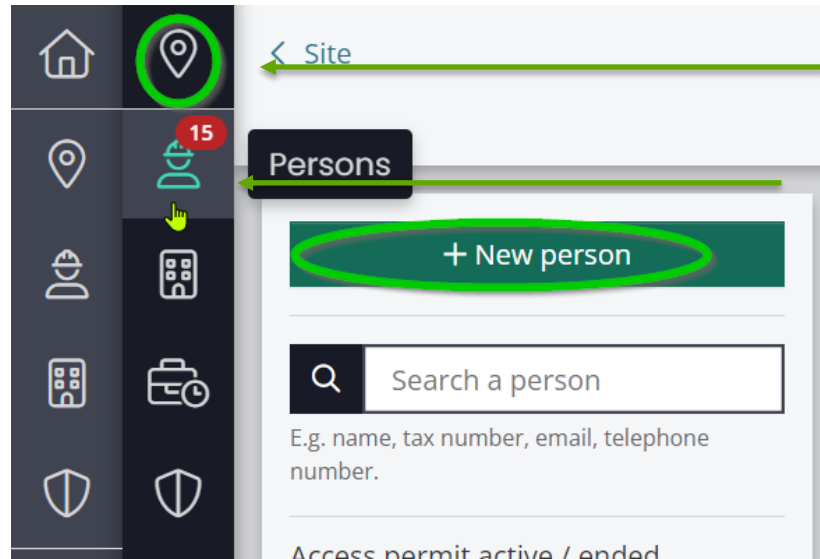 Site
15
Persons
+ New person
Search a person
E.g. name, tax number, email, telephone
number.
Access permit active / ended